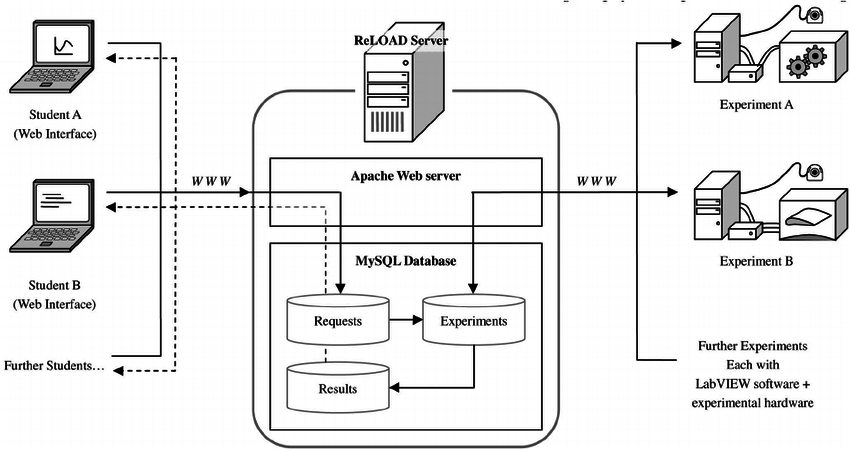 ReLOAD Server
Student A
(Web Interface)
Experiment A
WWW
Apache Web server
WWW
Student B
(Web Interface)
MySQL Database
Experiment B
Requests
Experiments
Results
Further Students...
Further Experiments
Each with
LabVIEW software +
experimental hardware